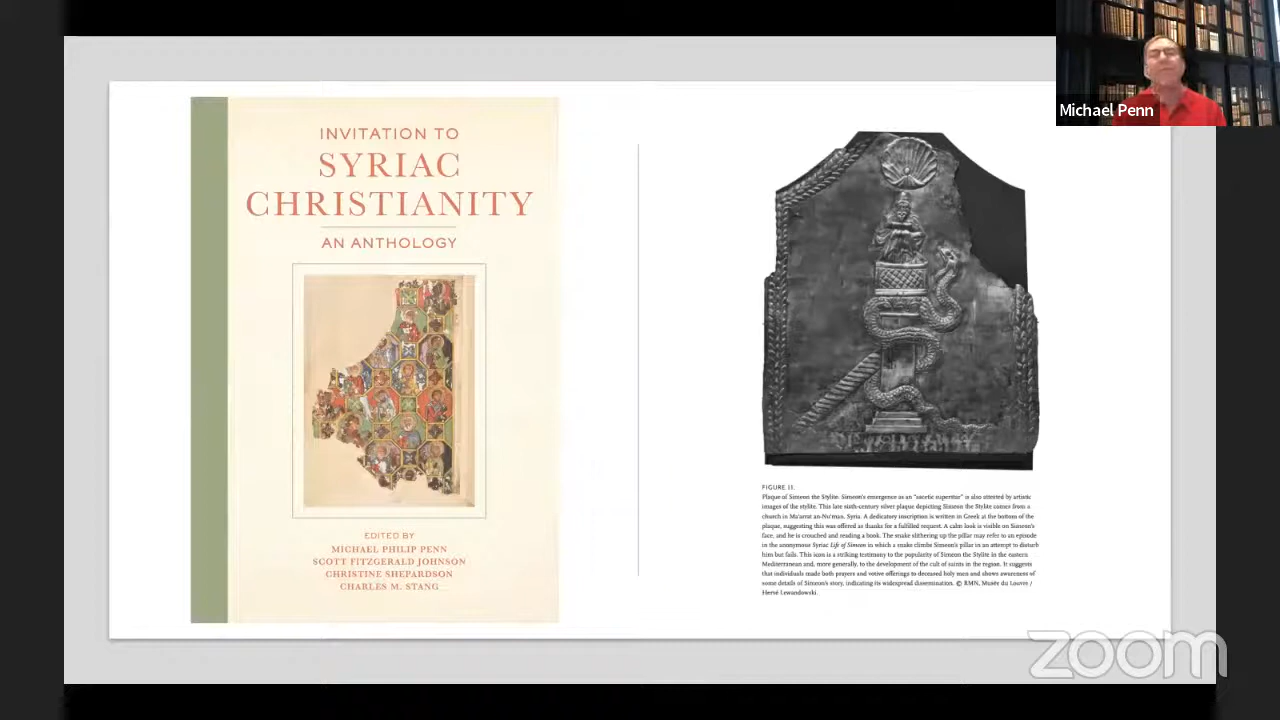 Michael Penn
INVITATION TO
SYRIAC
CHRISTIANITY
AN ANTHOLOGY
EDITED BY
MICHAEL PHILIP PENN
SCOTT FITZGERALD JOHNSON
CHRISTINE SHEPARDSON
CHARLES M. STANG
FIGURE 11.
Plaque of Simeon the Stylite. Simeon's emergence as an "ascetic superstar" is also attested by artistic
images of the stylite. This late sixth-century silver plaque depicting Simeon the Stylite comes from a
church in Ma'arrat an-Nu'man, Syria. A dedicatory inscription is written in Greek at the bottom of the
plaque, suggesting this was offered as thanks for a fulfilled request. A calm look is visible on Simeon's
face, and he is crouched and reading a book. The snake slithering up the pillar may refer to an episode
in the anonymous Syriac Life of Simeon in which a snake climbs Simeon's pillar in an attempt to disturb
him but fails. This icon is a striking testimony to the popularity of Simeon the Stylite in the eastern
Mediterranean and, more generally, to the development of the cult of saints in the region. It suggests
that individuals made both prayers and votive offerings to deceased holy men and shows awareness of
some details of Simeon's story, indicating its widespread dissemination. © RMN, Musée du Louvre /
Hervé Lewandowski.
zoom